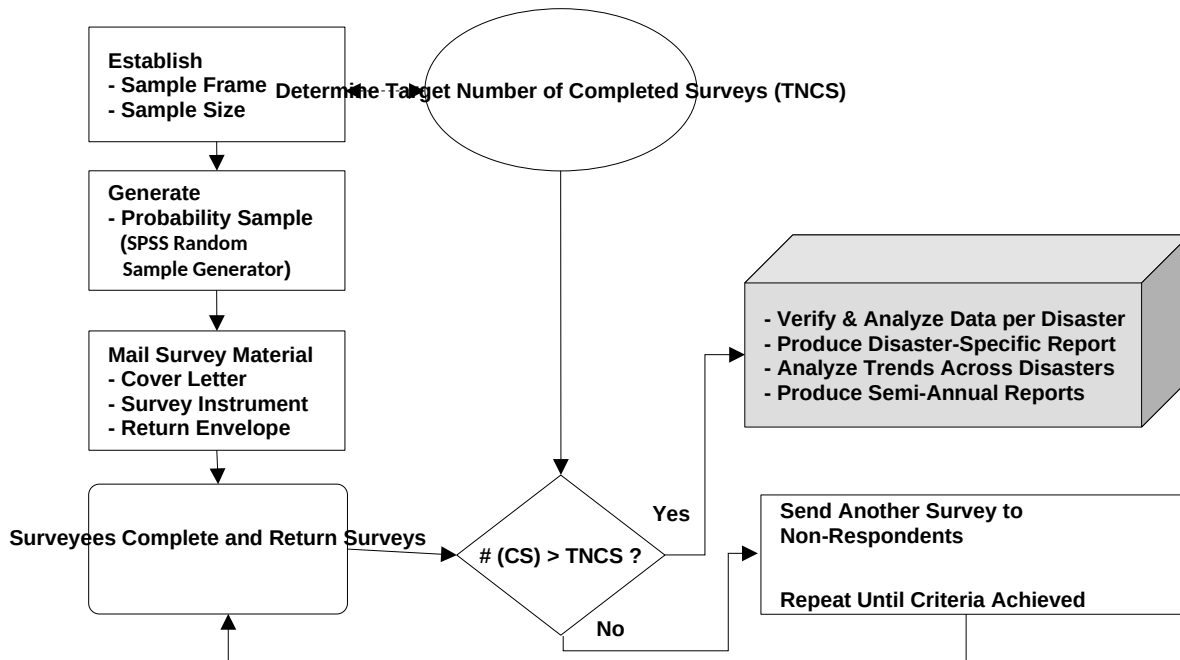 Establish
- Sample Frame
- Sample Size
Determine Target Number of Completed Surveys (TNCS)
Generate
- Probability Sample
(SPSS Random
Sample Generator)
Mail Survey Material
- Cover Letter
- Survey Instrument
- Return Envelope
Surveyees Complete and Return Surveys
# (CS) > TNCS ?
Yes
No
- Verify & Analyze Data per Disaster
- Produce Disaster-Specific Report
- Analyze Trends Across Disasters
- Produce Semi-Annual Reports
Send Another Survey to
Non-Respondents
Repeat Until Criteria Achieved